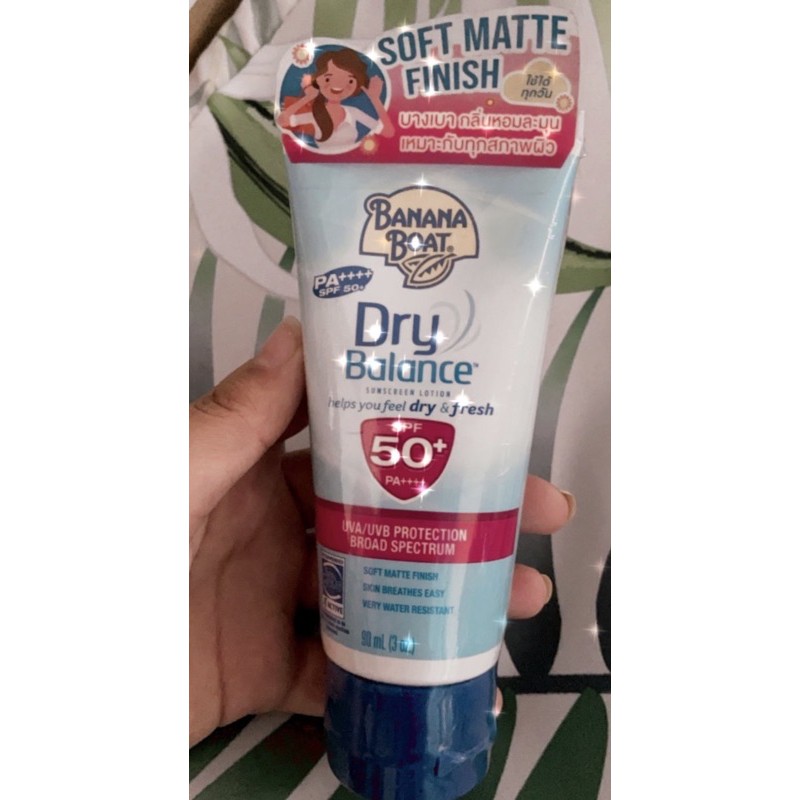 SOFT MATTE
FINISH
ใช้ได้
ทุกวัน
บางเบา กลิ่นหอมละมุน
เหมาะกับทุกสภาพผิว
BANANA
BOAT®
PA++++
SPF 50+
Dry
Balance™
SUNSCREEN LOTION
helps you feel dry & fresh
SPF
50+
PA++++
UVA/UVB PROTECTION
BROAD SPECTRUM
SOFT MATTE FINISH
SKIN BREATHES EASY
VERY WATER RESISTANT
90 mL (3 oz)